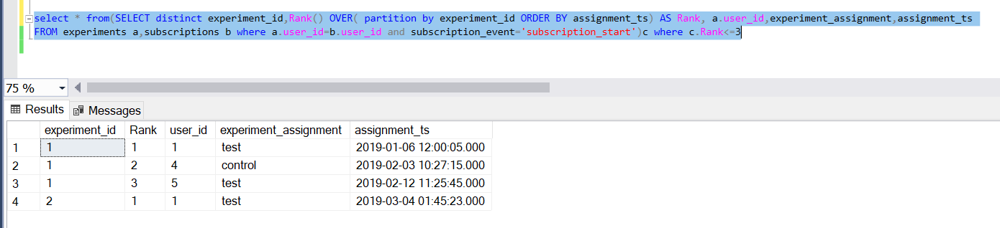 select * from(SELECT distinct experiment_id,Rank() OVER( partition by experiment_id ORDER BY assignment_ts) AS Rank, a.user_id,experiment_assignment,assignment_ts
FROM experiments a,subscriptions b where a.user_id=b.user_id and subscription_event='subscription_start')c where c.Rank<=3
75 %
Results Messages
experiment_id Rank user_id experiment_assignment assignment_ts
1 1 1 1 test 2019-01-06 12:00:05.000
2 1 2 4 control 2019-02-03 10:27:15.000
3 1 3 5 test 2019-02-12 11:25:45.000
4 2 1 1 test 2019-03-04 01:45:23.000